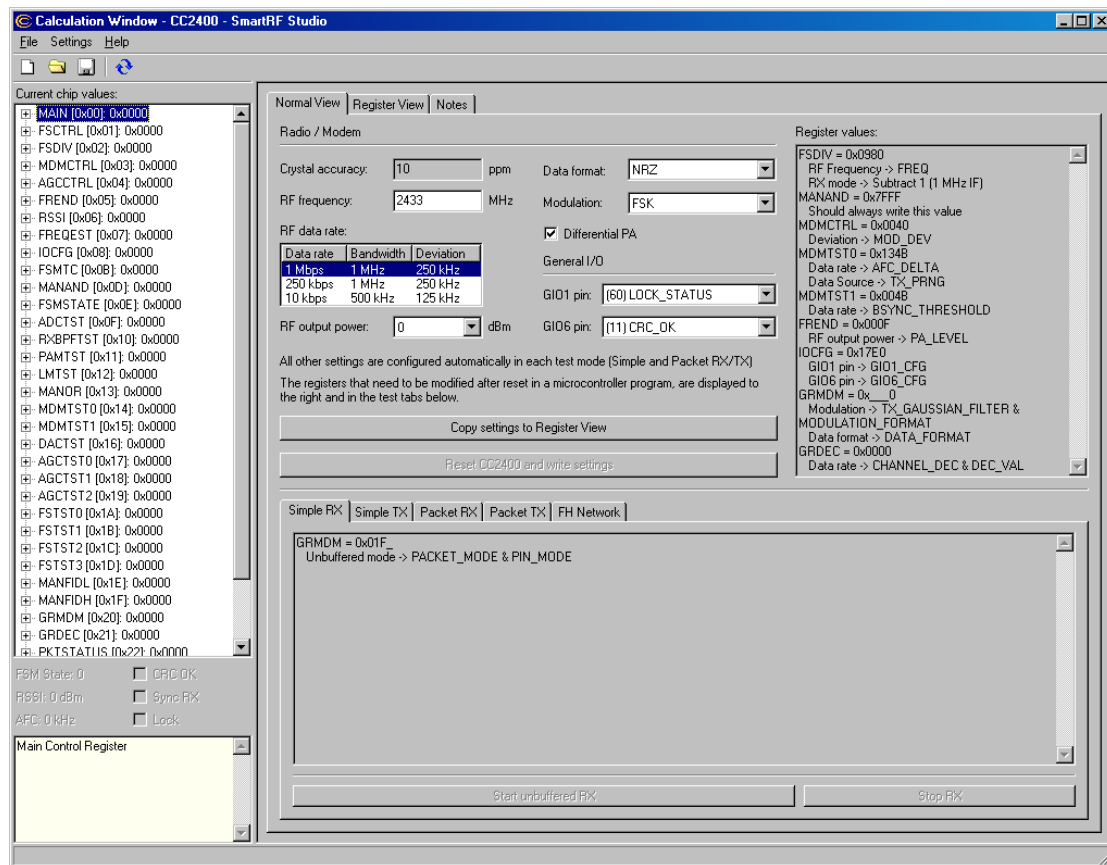 Calculation Window - CC2400 - SmartRF Studio
File Settings Help
Current chip values:
MAIN [0x00]: 0x0000
FSCTRL [0x01]: 0x0000
FSDIV [0x02]: 0x0000
MDMCTRL [0x03]: 0x0000
AGCCTRL [0x04]: 0x0000
FREND [0x05]: 0x0000
RSSI [0x06]: 0x0000
FREQEST [0x07]: 0x0000
IOCFG [0x08]: 0x0000
FSMTC [0x0B]: 0x0000
MANAND [0x0D]: 0x0000
FSMSTATE [0x0E]: 0x0000
ADCTST [0x0F]: 0x0000
RXBPFTST [0x10]: 0x0000
PAMTST [0x11]: 0x0000
LMTST [0x12]: 0x0000
MANOR [0x13]: 0x0000
MDMTST0 [0x14]: 0x0000
MDMTST1 [0x15]: 0x0000
DACTST [0x16]: 0x0000
AGCTST0 [0x17]: 0x0000
AGCTST1 [0x18]: 0x0000
AGCTST2 [0x19]: 0x0000
FSTST0 [0x1A]: 0x0000
FSTST1 [0x1B]: 0x0000
FSTST2 [0x1C]: 0x0000
FSTST3 [0x1D]: 0x0000
MANFIDL [0x1E]: 0x0000
MANFIDH [0x1F]: 0x0000
GRMDM [0x20]: 0x0000
GRDEC [0x21]: 0x0000
PKTSTATUS [0x22]: 0x0000
FSM State: 0 CRC OK
RSSI: 0 dBm Sync RX
AFC: 0 kHz Lock
Main Control Register
Normal View Register View Notes
Radio / Modem
Crystal accuracy: 10 ppm Data format: NRZ
RF frequency: 2433 MHz Modulation: FSK
RF data rate: Differential PA
Data rate Bandwidth Deviation
1 Mbps 1 MHz 250 kHz
250 kbps 1 MHz 250 kHz
10 kbps 500 kHz 125 kHz
General I/O
GIO1 pin: (60) LOCK_STATUS
RF output power: 0 dBm GIO6 pin: (11) CRC_OK
All other settings are configured automatically in each test mode (Simple and Packet RX/TX)
The registers that need to be modified after reset in a microcontroller program, are displayed to
the right and in the test tabs below.
Copy settings to Register View
Reset CC2400 and write settings
Register values:
FSDIV = 0x0980
RF Frequency -> FREQ
RX mode -> Subtract 1 (1 MHz IF)
MANAND = 0x7FFF
Should always write this value
MDMCTRL = 0x0040
Deviation -> MOD_DEV
MDMTST0 = 0x134B
Data rate -> AFC_DELTA
Data Source -> TX_PRNG
MDMTST1 = 0x004B
Data rate -> BSYNC_THRESHOLD
FREND = 0x000F
RF output power -> PA_LEVEL
IOCFG = 0x17E0
GIO1 pin -> GIO1_CFG
GIO6 pin -> GIO6_CFG
GRMDM = 0x___0
Modulation -> TX_GAUSSIAN_FILTER &
MODULATION_FORMAT
Data format -> DATA_FORMAT
GRDEC = 0x0000
Data rate -> CHANNEL_DEC & DEC_VAL
Simple RX Simple TX Packet RX Packet TX FH Network
GRMDM = 0x01F_
Unbuffered mode -> PACKET_MODE & PIN_MODE
Start unbuffered RX Stop RX